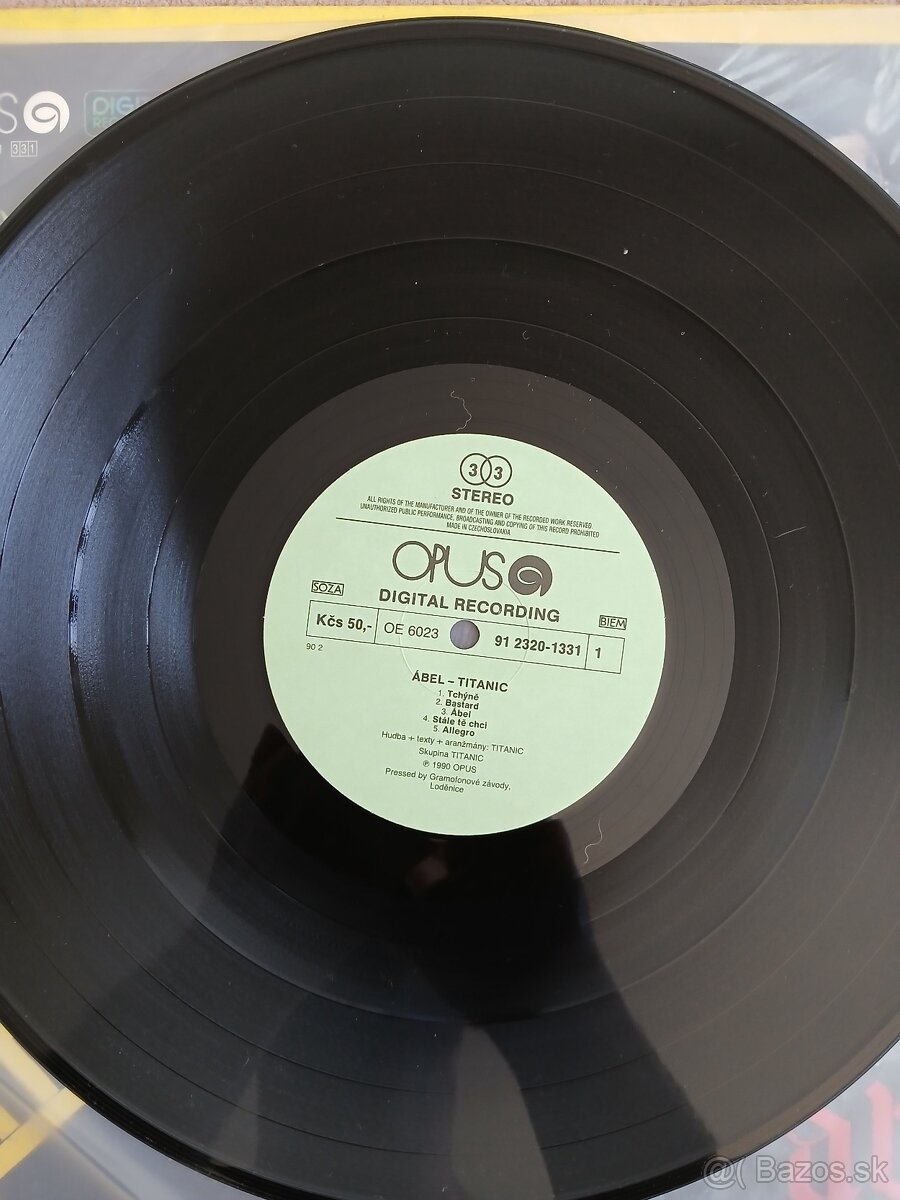 DIGI
331
33
STEREO
ALL RIGHTS OF THE MANUFACTURER AND OF THE OWNER OF THE RECORDED WORK RESERVED
UNAUTHORIZED PUBLIC PERFORMANCE, BROADCASTING AND COPYING OF THIS RECORD PROHIBITED
MADE IN CZECHOSLOVAKIA
OPUS
SOZA
DIGITAL RECORDING
BIEM
Kčs 50,- OE 6023 91 2320-1331 1
90 2
ÁBEL – TITANIC
1. Tchýně
2. Bastard
3. Ábel
4. Stále tě chci
5. Allegro
Hudba + texty + aranžmány: TITANIC
Skupina TITANIC
℗ 1990 OPUS
Pressed by Gramofonové závody,
Loděnice
@( Bazos.sk